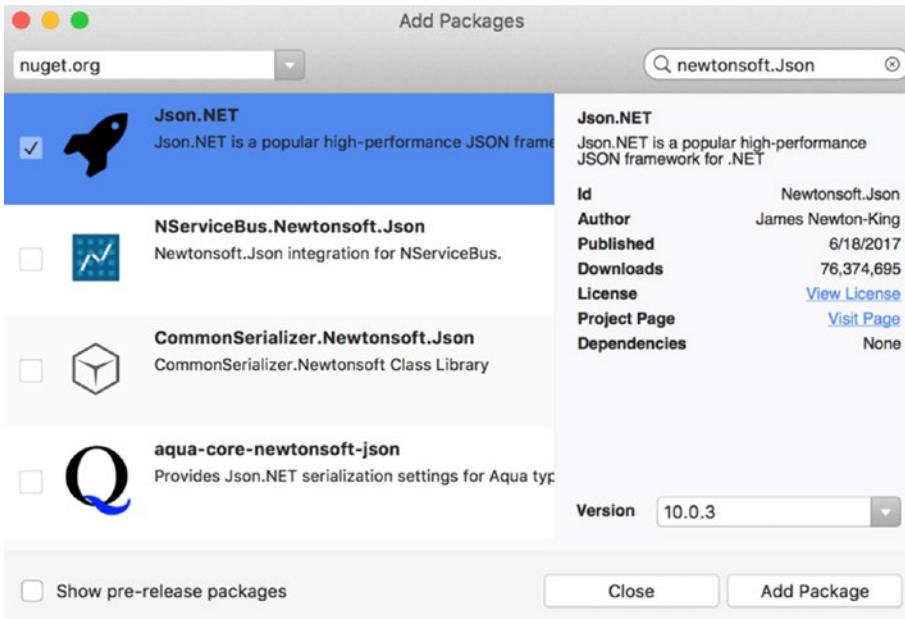 Add Packages
nuget.org
newtonsoft.Json
Json.NET
Json.NET is a popular high-performance JSON frame
NServiceBus.Newtonsoft.Json
Newtonsoft.Json integration for NServiceBus.
CommonSerializer.Newtonsoft.Json
CommonSerializer.Newtonsoft Class Library
aqua-core-newtonsoft-json
Provides Json.NET serialization settings for Aqua typ
Json.NET
Json.NET is a popular high-performance
JSON framework for .NET
Id Newtonsoft.Json
Author James Newton-King
Published 6/18/2017
Downloads 76,374,695
License View License
Project Page Visit Page
Dependencies None
Version 10.0.3
Show pre-release packages
Close
Add Package